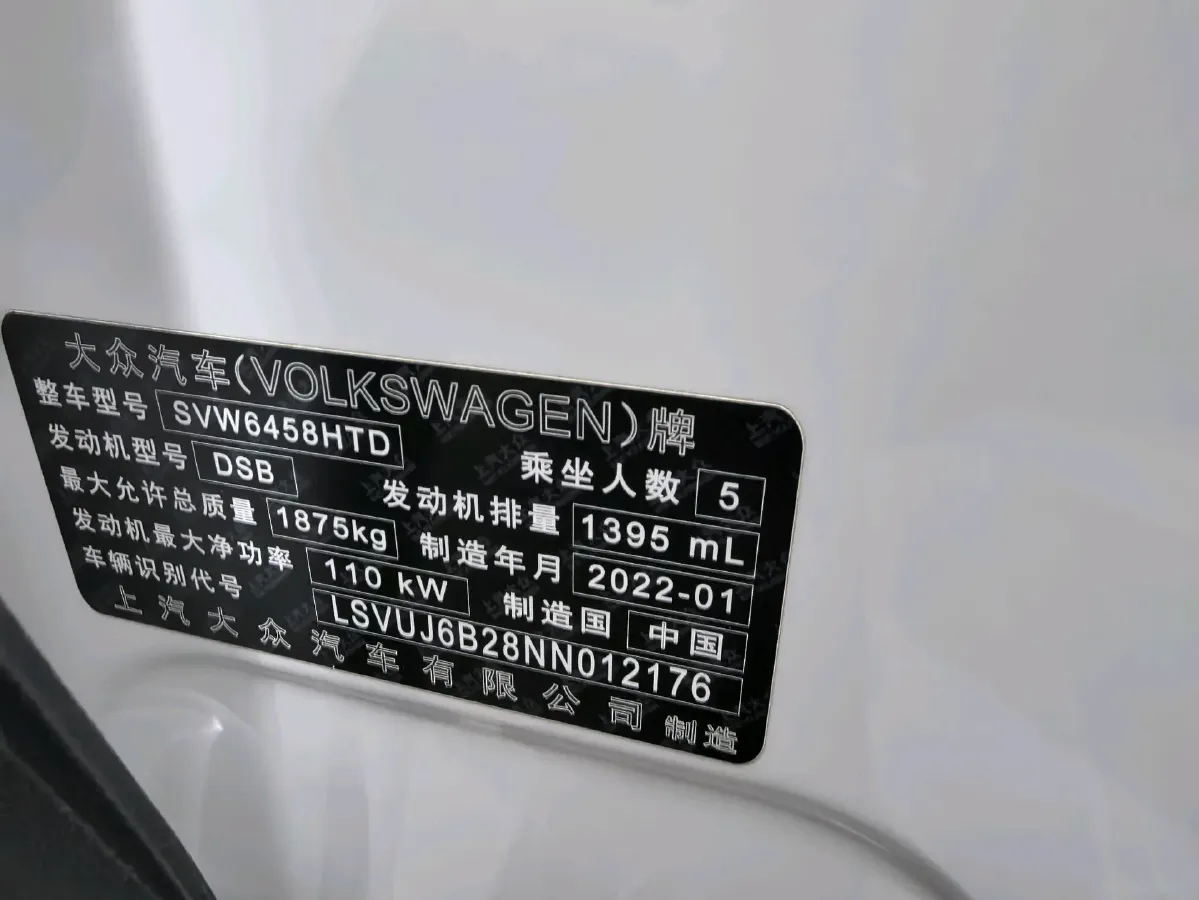 大众汽车(VOLKSWAGEN)牌
整车型号 SVW6458HTD 乘坐人数 5
发动机型号 DSB 发动机排量 1395 mL
最大允许总质量 1875kg 制造年月 2022-01
发动机最大净功率 110 kW 制造国 中国
车辆识别代号 LSVUJ6B28NN012176
上汽大众汽车有限公司制造